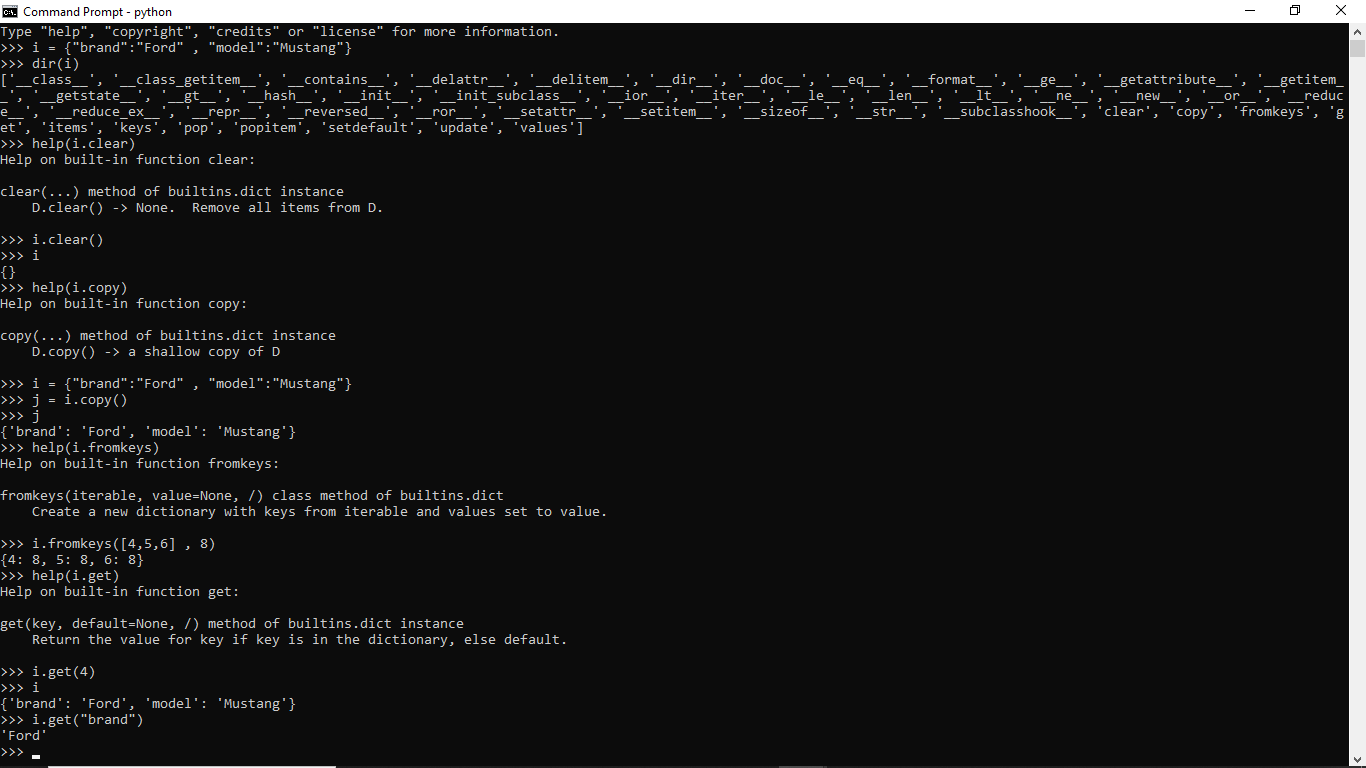 Command Prompt - python
Type "help", "copyright", "credits" or "license" for more information.
>>> i = {"brand":"Ford" , "model":"Mustang"}
>>> dir(i)
['__class__', '__class_getitem__', '__contains__', '__delattr__', '__delitem__', '__dir__', '__doc__', '__eq__', '__format__', '__ge__', '__getattribute__', '__getitem_
_', '__getstate__', '__gt__', '__hash__', '__init__', '__init_subclass__', '__ior__', '__iter__', '__le__', '__len__', '__lt__', '__ne__', '__new__', '__or__', '__reduc
e__', '__reduce_ex__', '__repr__', '__reversed__', '__ror__', '__setattr__', '__setitem__', '__sizeof__', '__str__', '__subclasshook__', 'clear', 'copy', 'fromkeys', 'g
et', 'items', 'keys', 'pop', 'popitem', 'setdefault', 'update', 'values']
>>> help(i.clear)
Help on built-in function clear:

clear(...) method of builtins.dict instance
    D.clear() -> None.  Remove all items from D.

>>> i.clear()
>>> i
{}
>>> help(i.copy)
Help on built-in function copy:

copy(...) method of builtins.dict instance
    D.copy() -> a shallow copy of D

>>> i = {"brand":"Ford" , "model":"Mustang"}
>>> j = i.copy()
>>> j
{'brand': 'Ford', 'model': 'Mustang'}
>>> help(i.fromkeys)
Help on built-in function fromkeys:

fromkeys(iterable, value=None, /) class method of builtins.dict
    Create a new dictionary with keys from iterable and values set to value.

>>> i.fromkeys([4,5,6] , 8)
{4: 8, 5: 8, 6: 8}
>>> help(i.get)
Help on built-in function get:

get(key, default=None, /) method of builtins.dict instance
    Return the value for key if key is in the dictionary, else default.

>>> i.get(4)
>>> i
{'brand': 'Ford', 'model': 'Mustang'}
>>> i.get("brand")
'Ford'
>>>